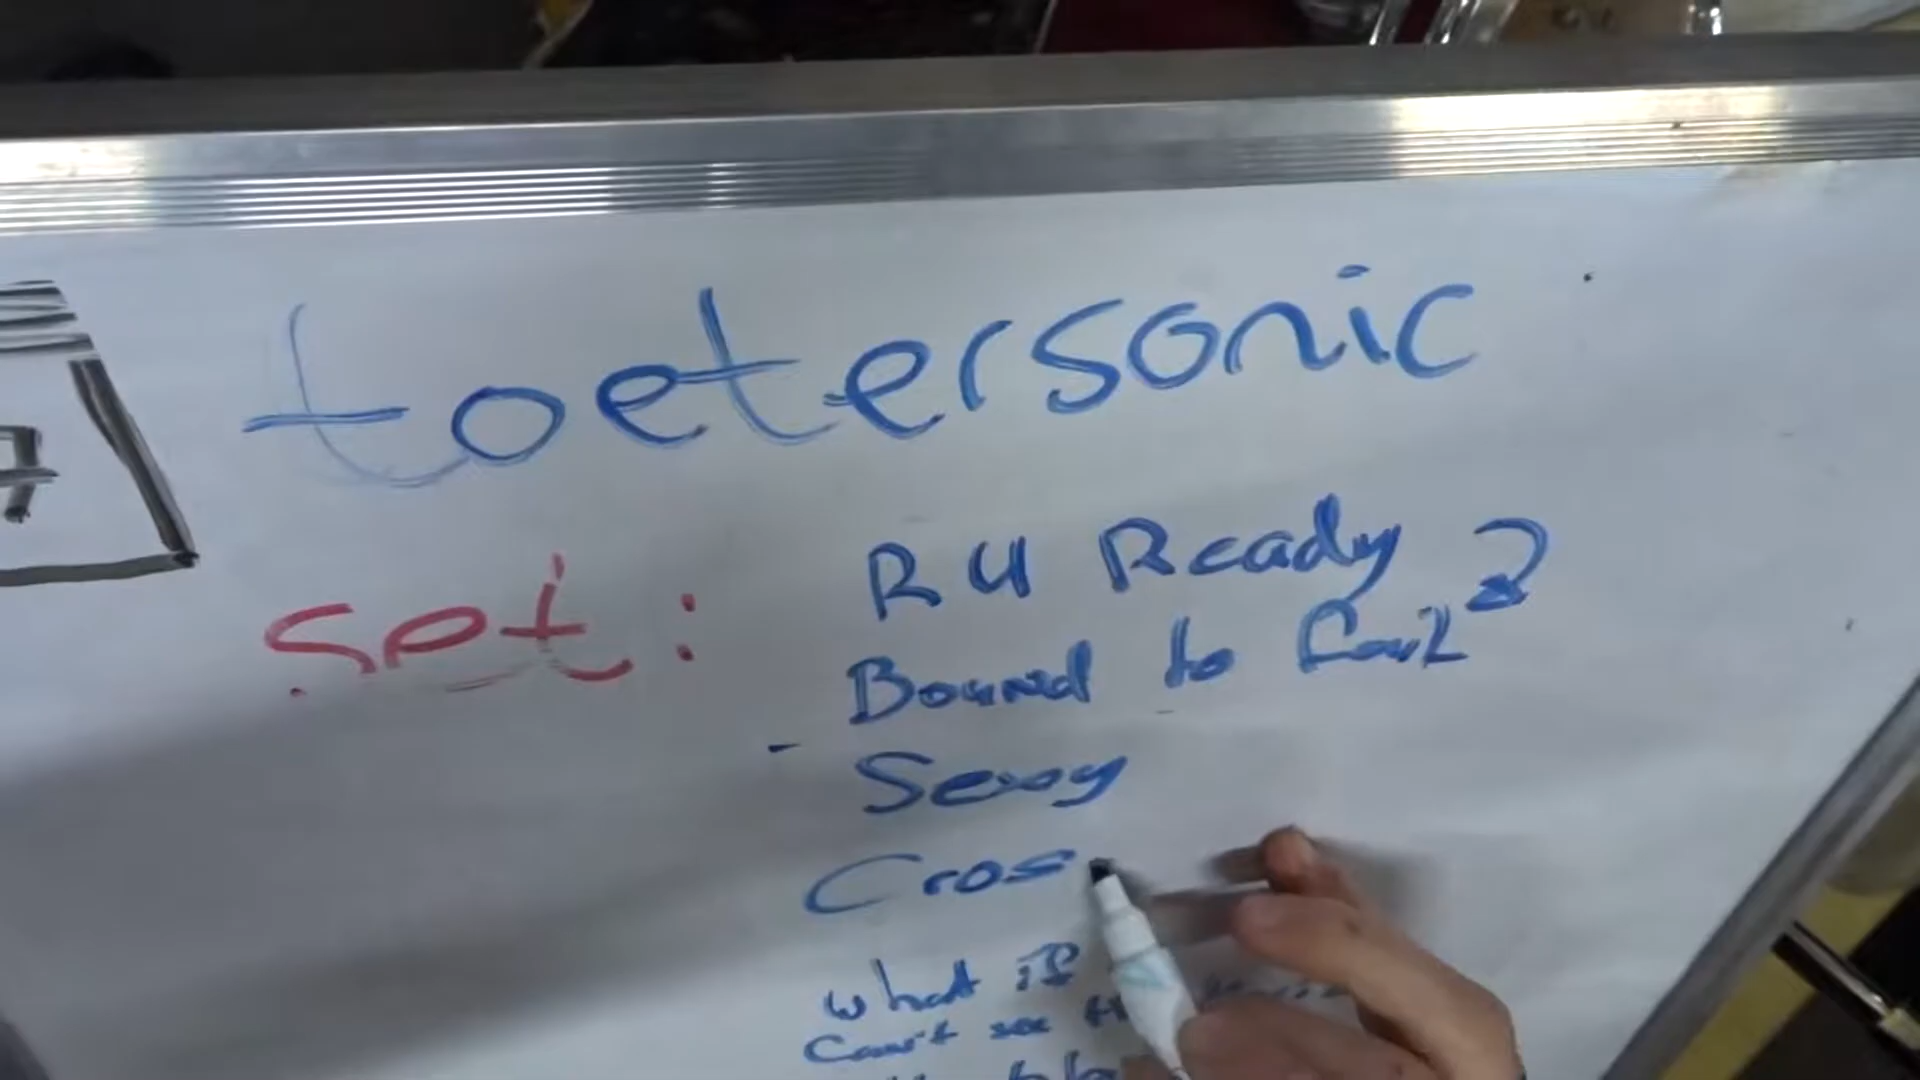 toetersonic
set:
R U Ready ?
Bound to fail
- Sexy
Cros
what if
Can't see